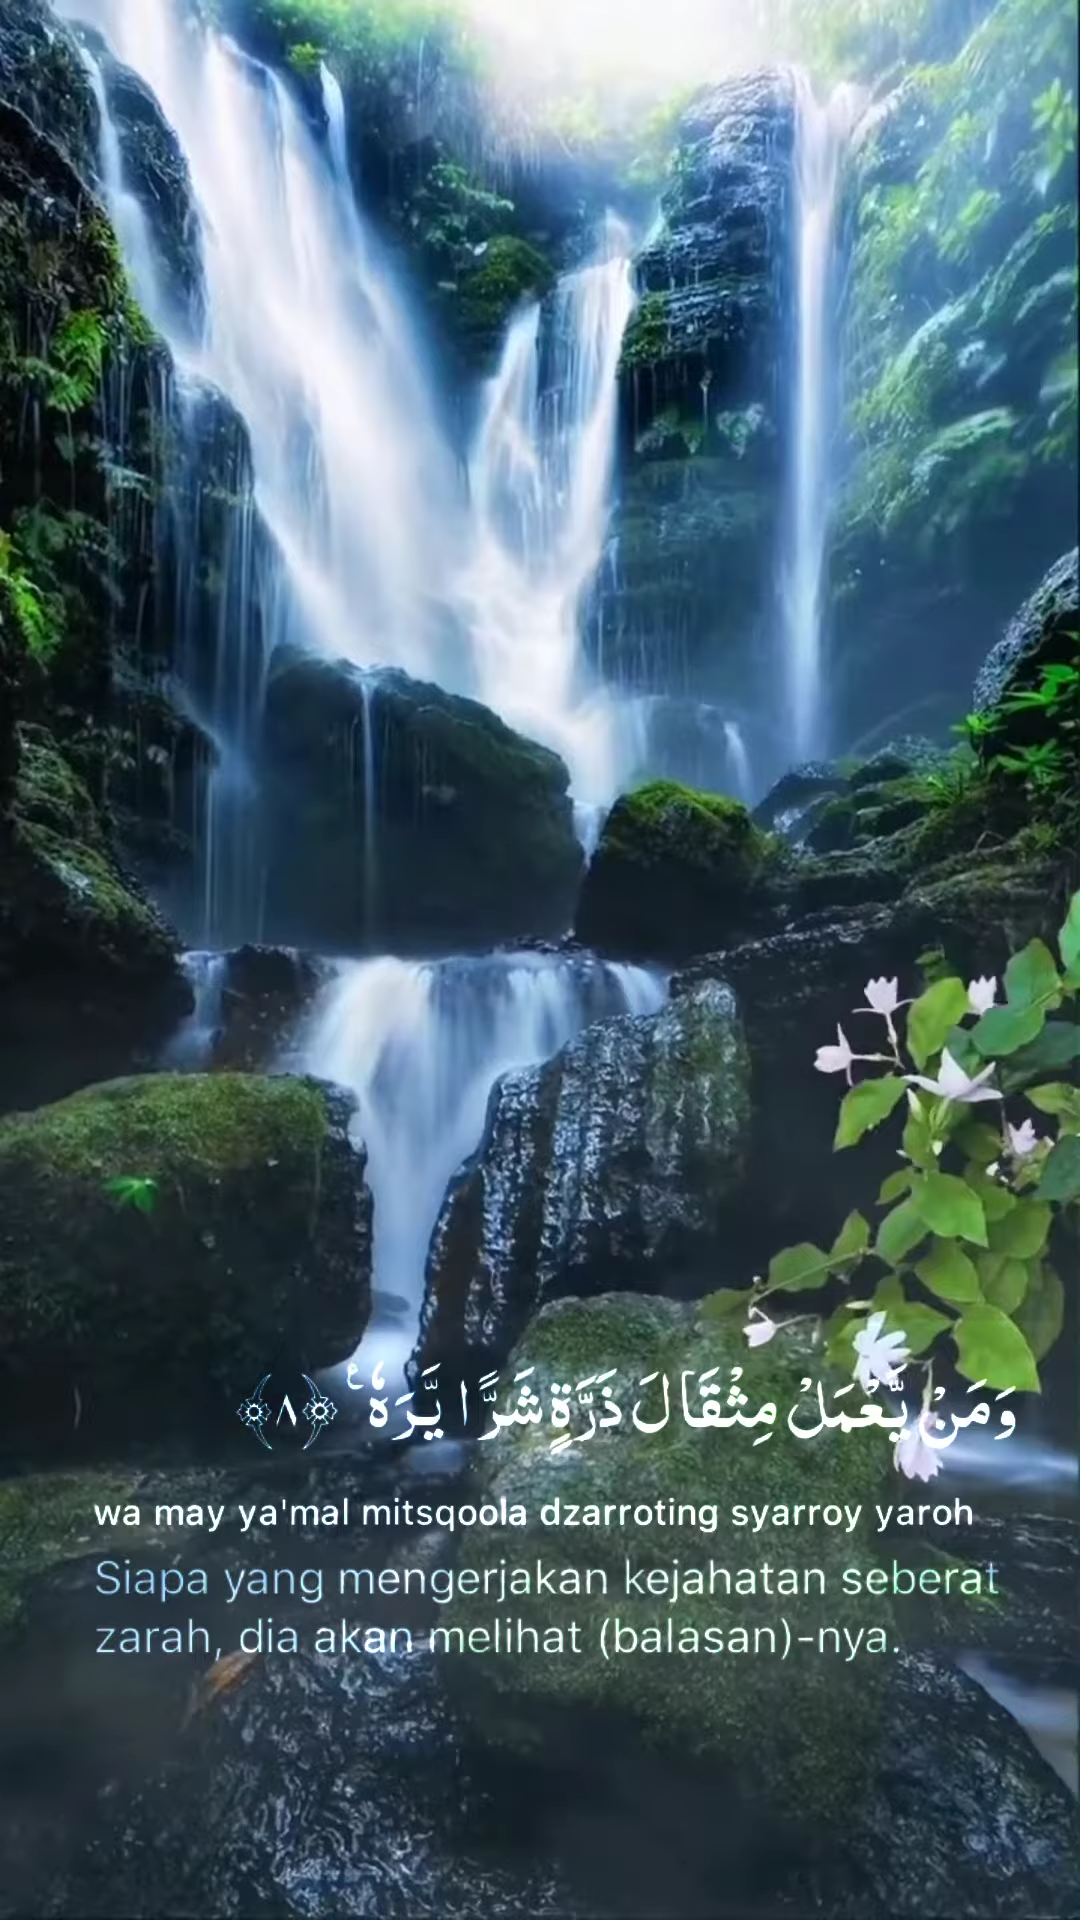 وَمَنْ يَّعْمَلْ مِثْقَالَ ذَرَّةٍ شَرًّا يَّرَهٗ ࣖ ﴿٨﴾
wa may ya'mal mitsqoola dzarroting syarroy yaroh
Siapa yang mengerjakan kejahatan seberat
zarah, dia akan melihat (balasan)-nya.